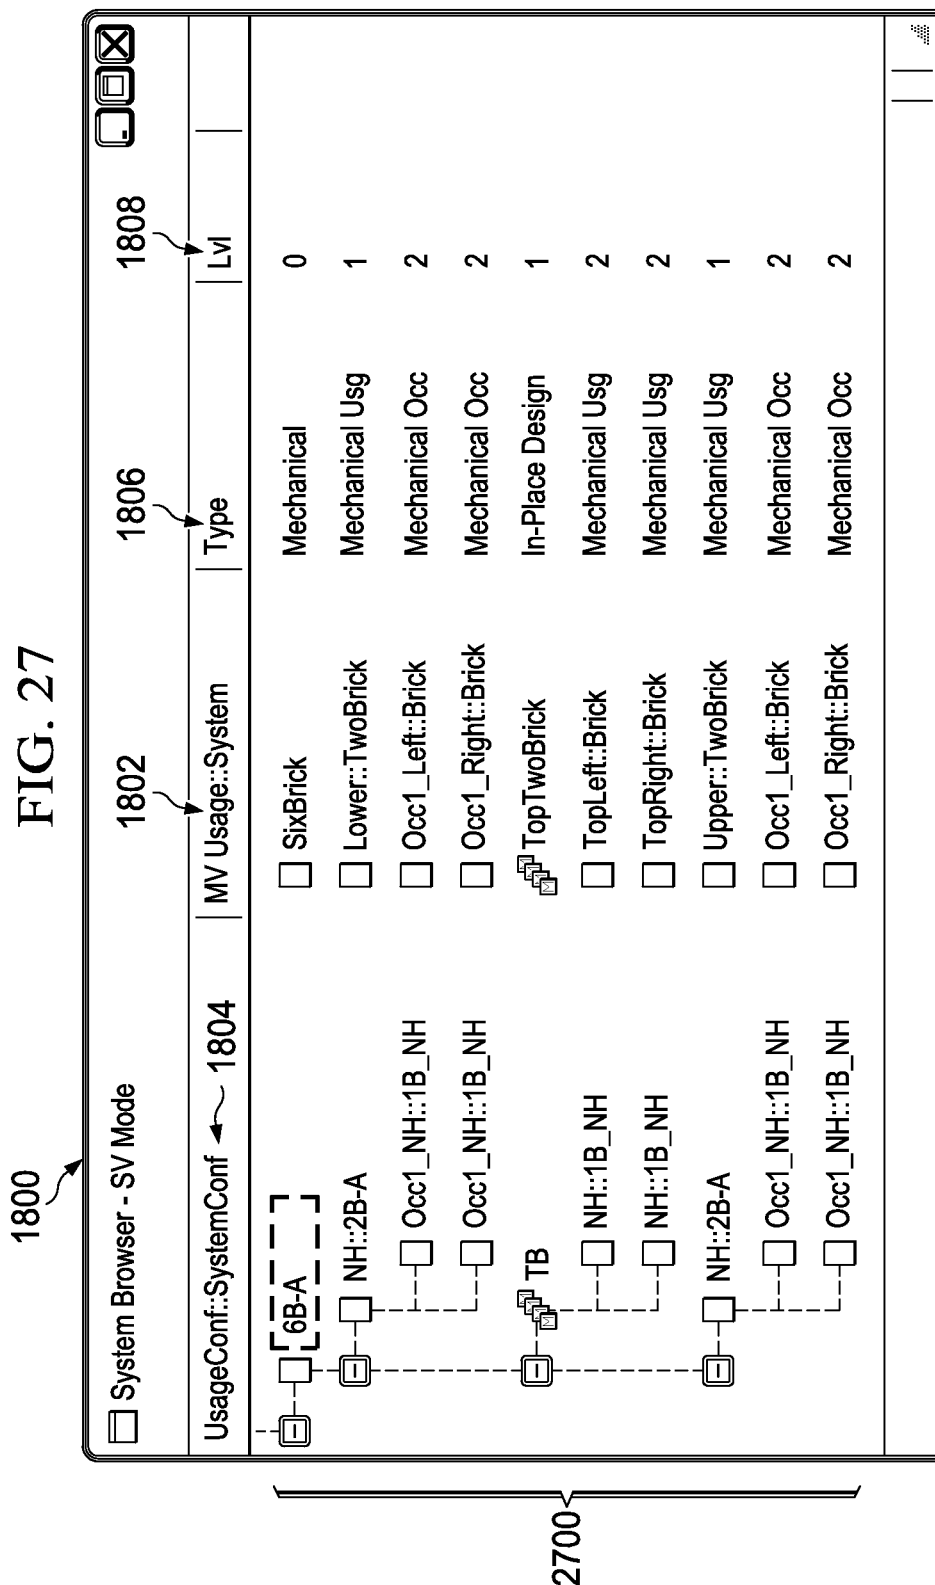 FIG. 27
1800
System Browser - SV Mode
1804 1802 1806 1808
UsageConf::SystemConf MV Usage::System Type Lvl
6B-A SixBrick Mechanical 0
NH::2B-A Lower::TwoBrick Mechanical Usg 1
Occ1_NH::1B_NH Occ1_Left::Brick Mechanical Occ 2
Occ1_NH::1B_NH Occ1_Right::Brick Mechanical Occ 2
TB TopTwoBrick In-Place Design 1
NH::1B_NH TopLeft::Brick Mechanical Usg 2
NH::1B_NH TopRight::Brick Mechanical Usg 2
NH::2B-A Upper::TwoBrick Mechanical Usg 1
Occ1_NH::1B_NH Occ1_Left::Brick Mechanical Occ 2
Occ1_NH::1B_NH Occ1_Right::Brick Mechanical Occ 2
2700